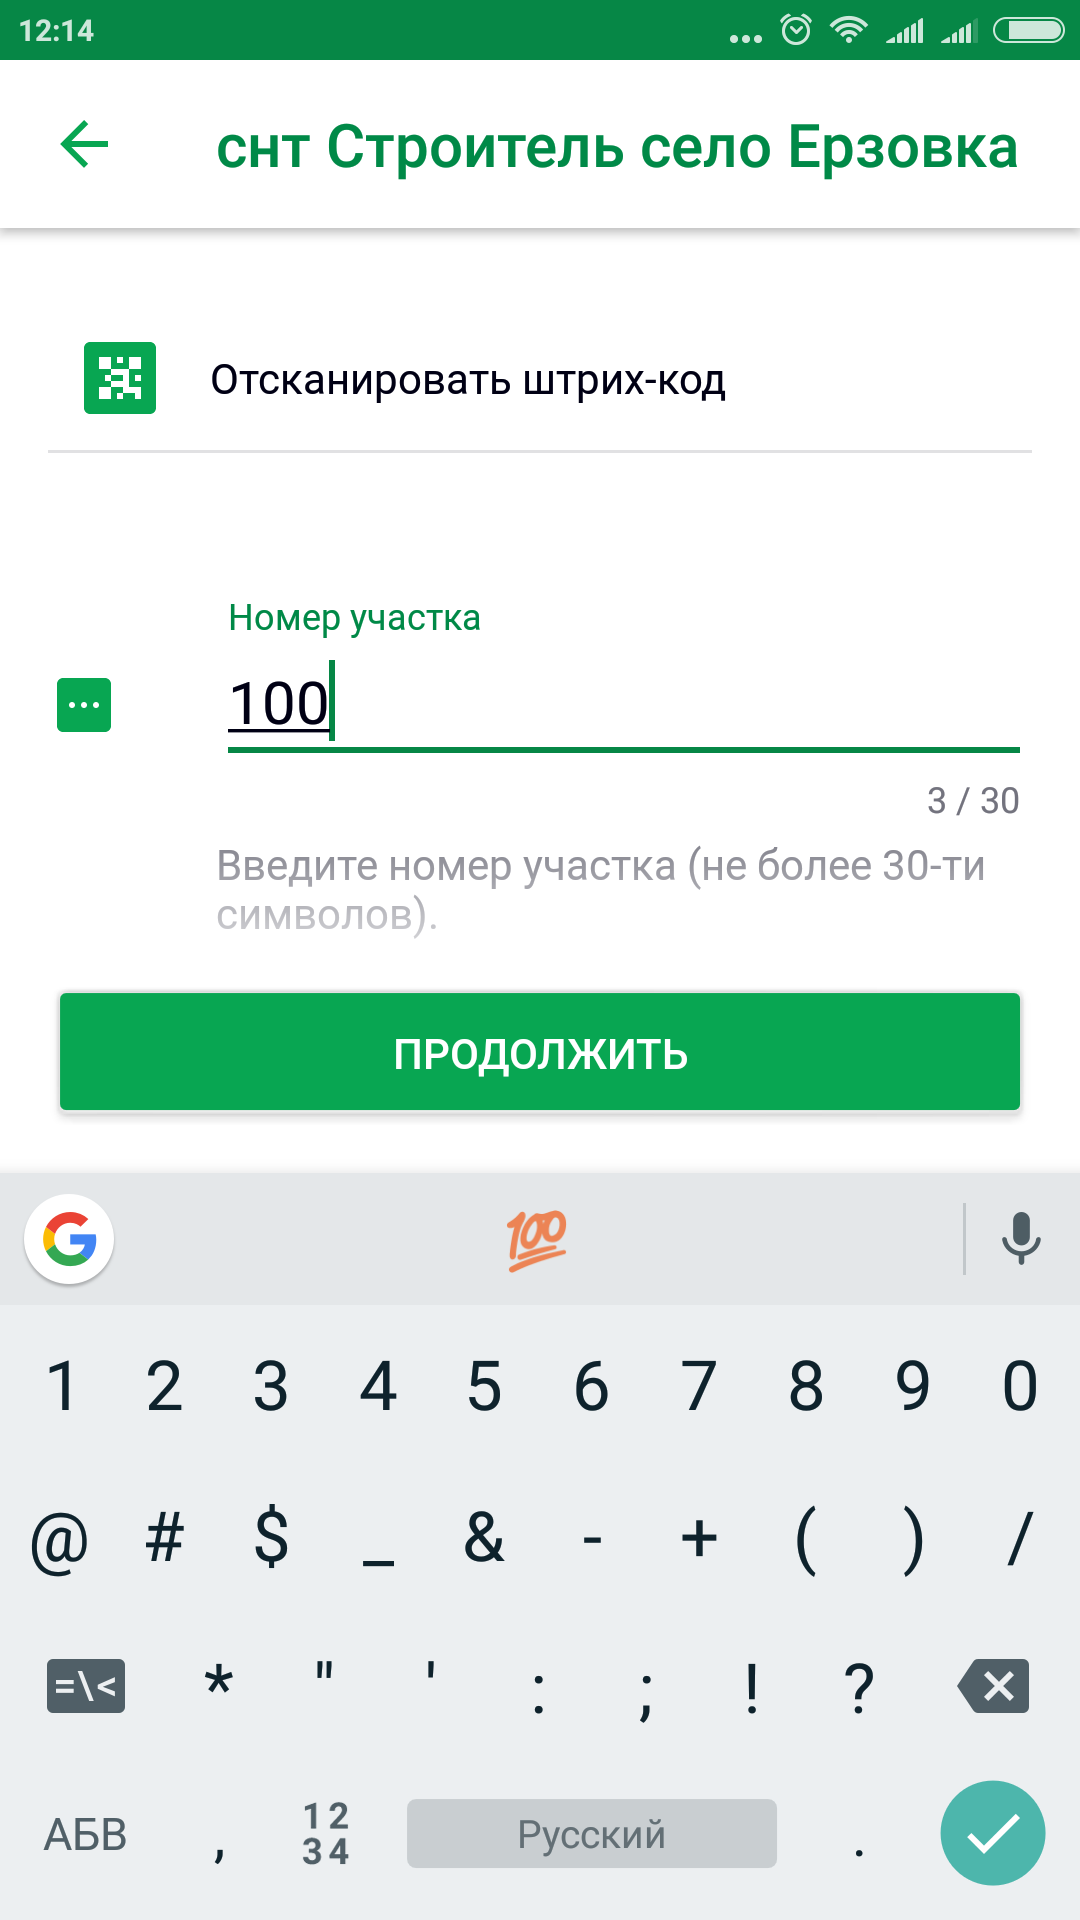 12:14
снт Строитель село Ерзовка
Отсканировать штрих-код
Номер участка
100
3 / 30
Введите номер участка (не более 30-ти
символов).
ПРОДОЛЖИТЬ
G 💯
1 2 3 4 5 6 7 8 9 0
@ # $ _ & - + ( ) /
=\< * " ' : ; ! ?
АБВ , 12 Русский .
34